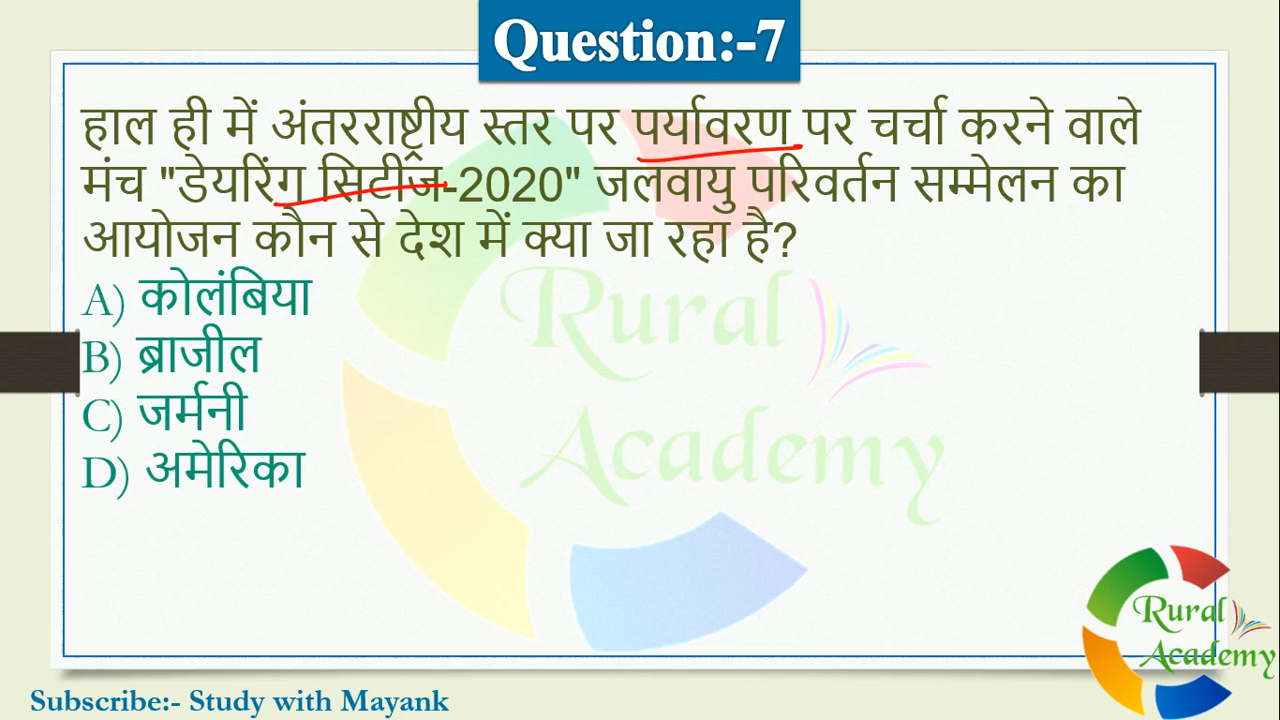 Question:-7
हाल ही में अंतरराष्ट्रीय स्तर पर पर्यावरण पर चर्चा करने वाले
मंच "डेयरिंग सिटीज-2020" जलवायु परिवर्तन सम्मेलन का
आयोजन कौन से देश में क्या जा रहा है?
A) कोलंबिया
B) ब्राजील
C) जर्मनी
D) अमेरिका
Rural
Academy
Rural
Academy
Subscribe:- Study with Mayank